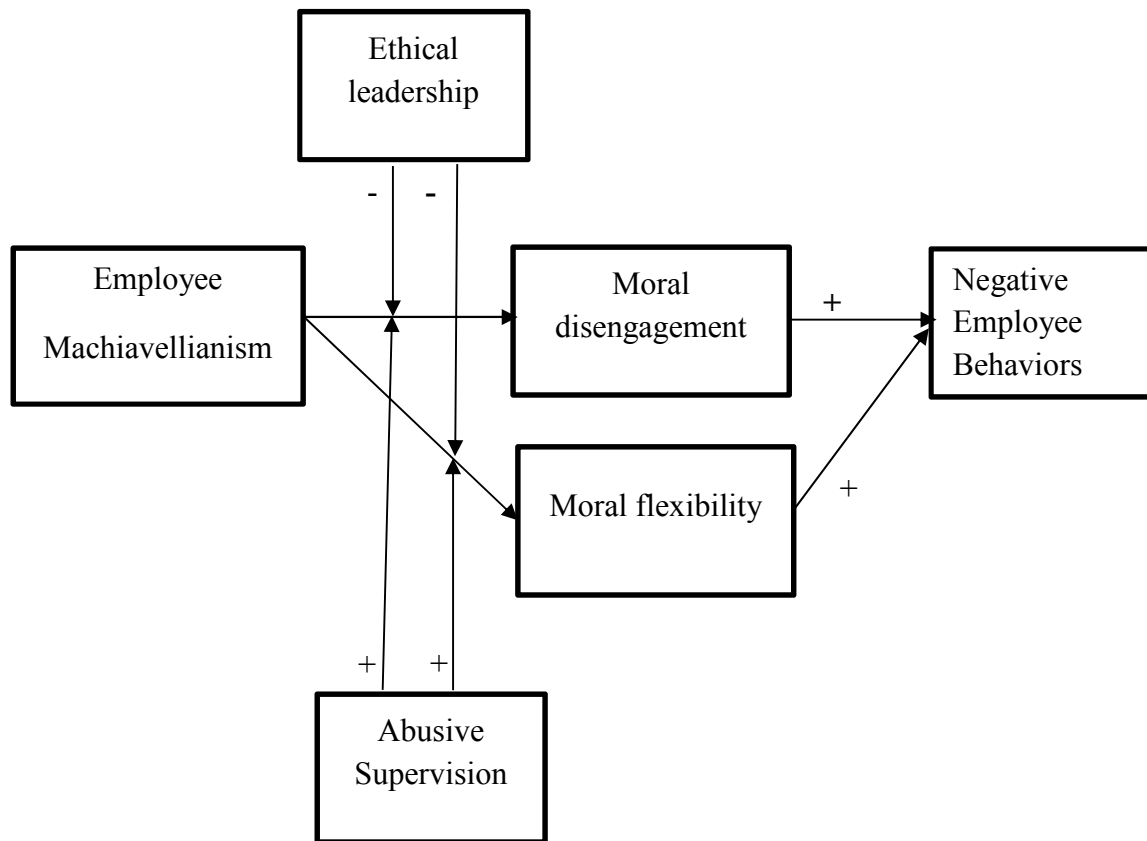 Ethical
leadership
-
-
Employee
Machiavellianism
Moral
disengagement
+
Negative
Employee
Behaviors
Moral flexibility
+
+
+
Abusive
Supervision